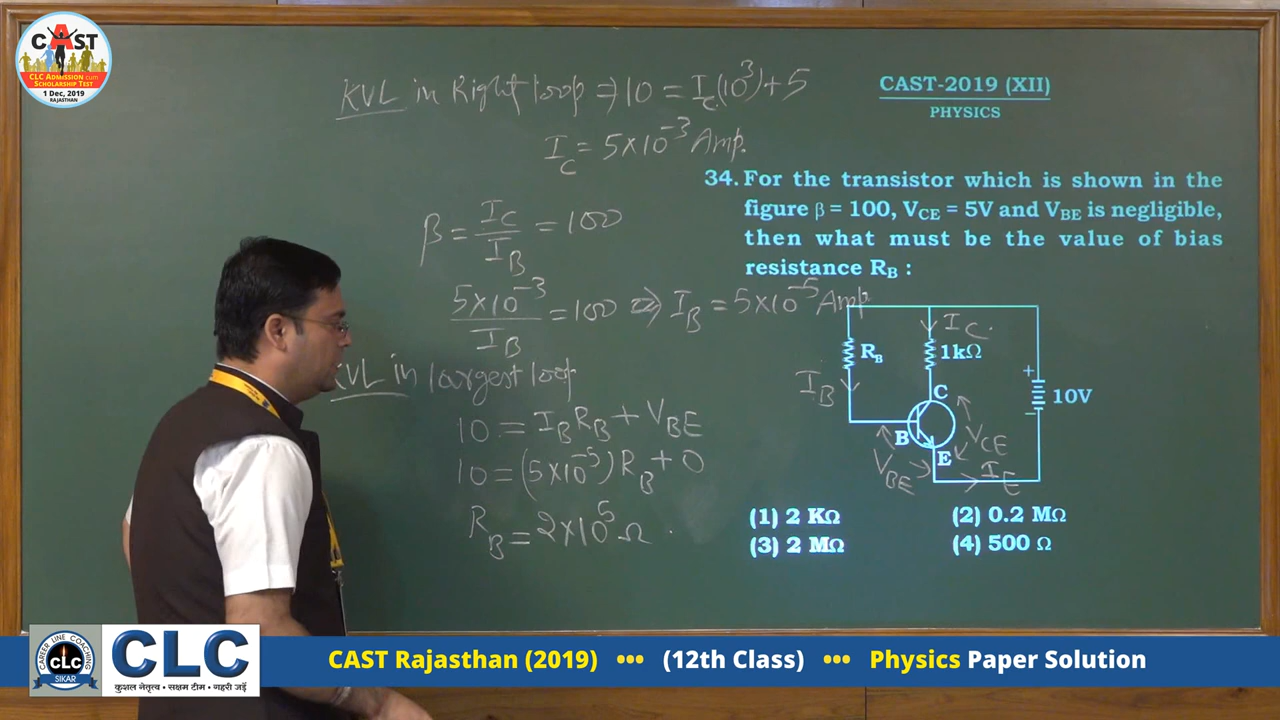 CAST
CLC ADMISSION CUM
SCHOLARSHIP TEST
1 Dec, 2019
RAJASTHAN
KVL in Right loop ⇒ 10 = I_C(10³)+5
I_C = 5×10⁻³ Amp.
β = I_C/I_B = 100
5×10⁻³/I_B = 100 ⇒ I_B = 5×10⁻⁵ Amp
KVL in largest loop
10 = I_B R_B + V_BE
10 = (5×10⁻⁵) R_B + 0
R_B = 2×10⁵ Ω.
CAST-2019 (XII)
PHYSICS
34. For the transistor which is shown in the
figure β = 100, V_CE = 5V and V_BE is negligible,
then what must be the value of bias
resistance R_B :
I_C.
R_B
1kΩ
I_B
+
10V
−
C
B
E
V_CE
V_BE
I_E
(1) 2 KΩ (2) 0.2 MΩ
(3) 2 MΩ (4) 500 Ω
CAREER LINE COACHING
CLC
SIKAR
CLC
कुशल नेतृत्व • सक्षम टीम • गहरी जड़ें
CAST Rajasthan (2019) ••• (12th Class) ••• Physics Paper Solution